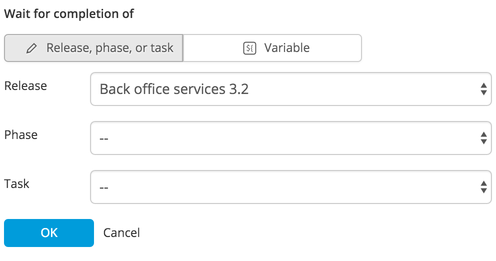 Wait for completion of
Release, phase, or task
Variable
Release
Back office services 3.2
Phase
--
Task
--
OK
Cancel